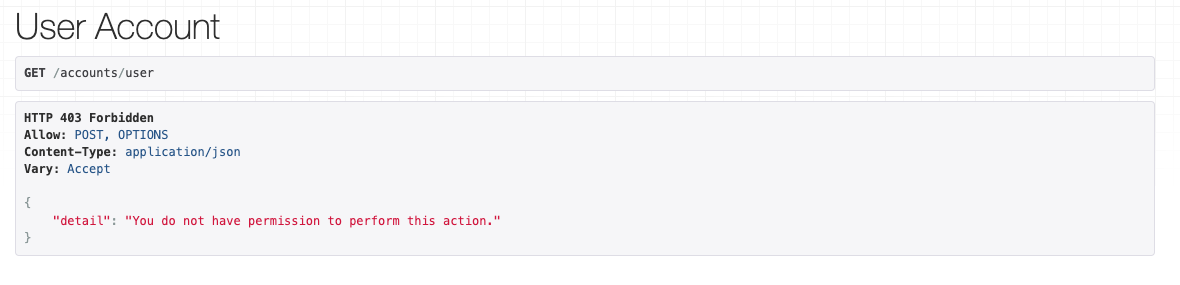 User Account
GET /accounts/user
HTTP 403 Forbidden
Allow: POST, OPTIONS
Content-Type: application/json
Vary: Accept
{
    "detail": "You do not have permission to perform this action."
}